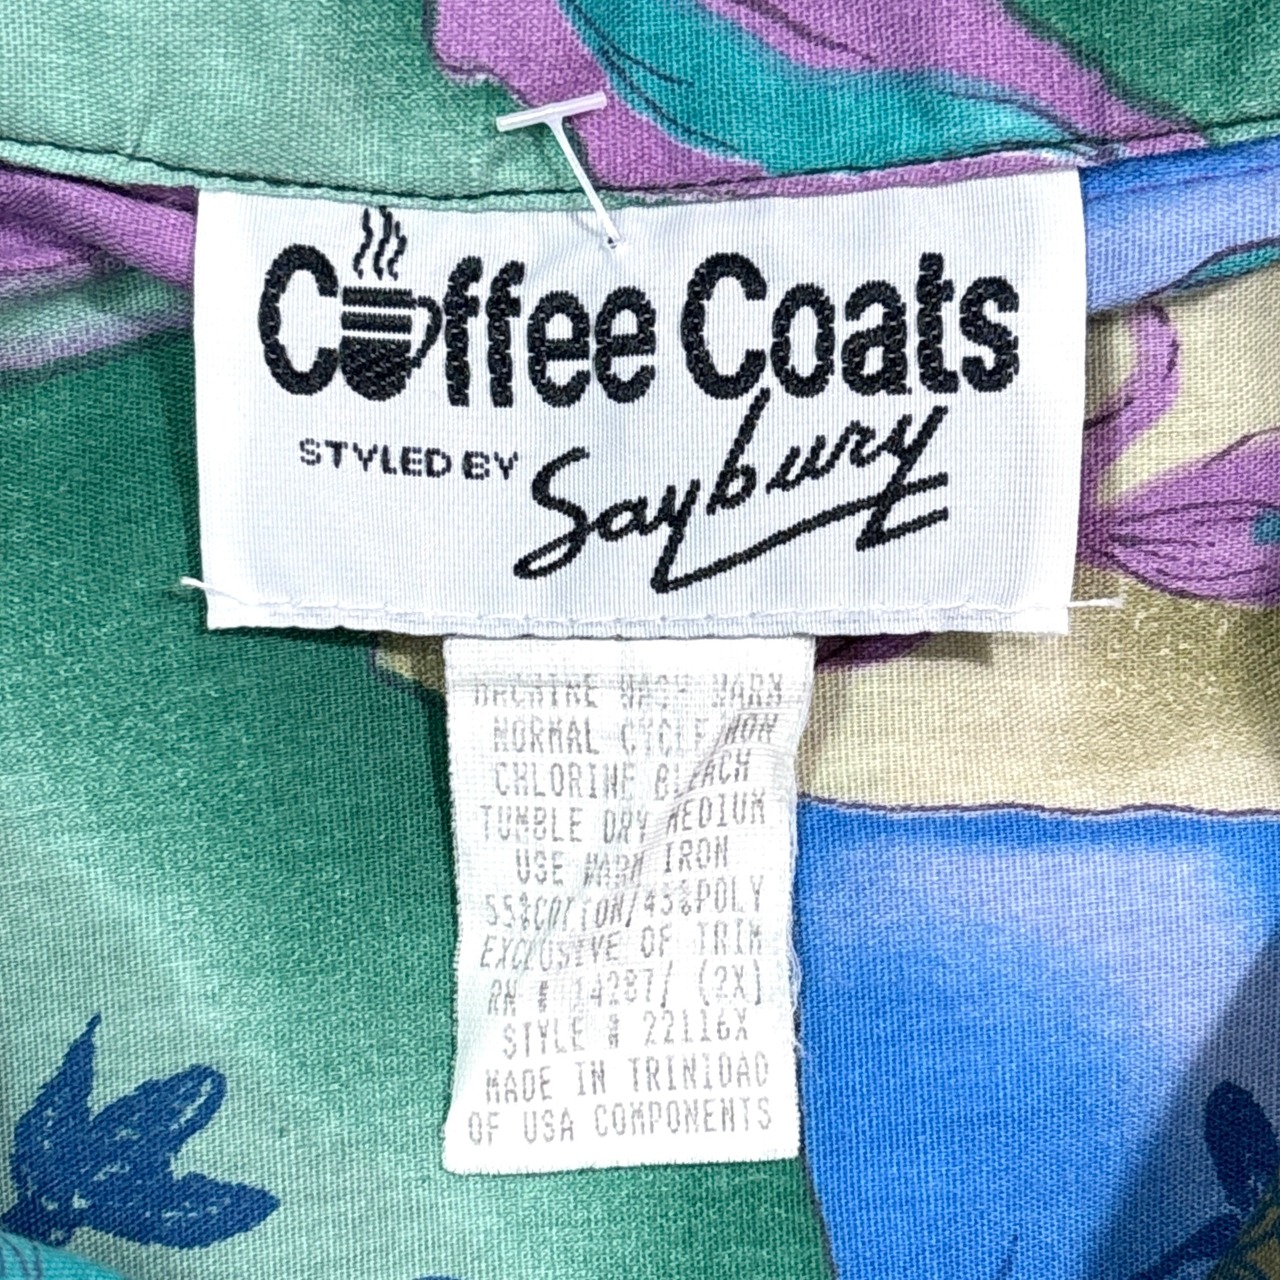 Coffee Coats
STYLED BY Saybury
MACHINE WASH WARM
NORMAL CYCLE NON
CHLORINE BLEACH
TUMBLE DRY MEDIUM
USE WARM IRON
55%COTTON/45%POLY
EXCLUSIVE OF TRIM
RN # 14287/ (2X)
STYLE # 22116X
MADE IN TRINIDAD
OF USA COMPONENTS